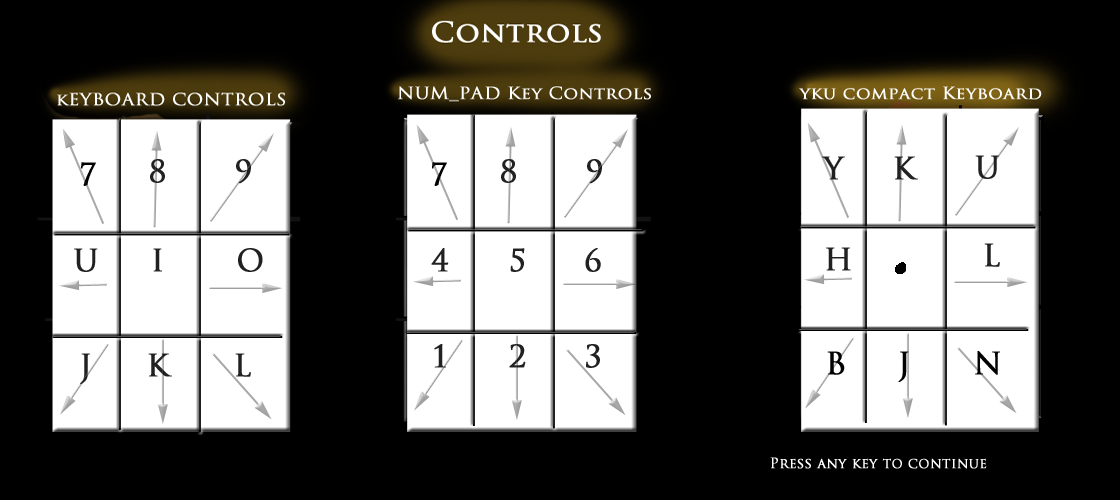 Controls
KEYBOARD CONTROLS
7 8 9
U I O
J K L
NUM_PAD Key Controls
7 8 9
4 5 6
1 2 3
YKU COMPACT KEYBOARD
Y K U
H . L
B J N
Press any key to continue